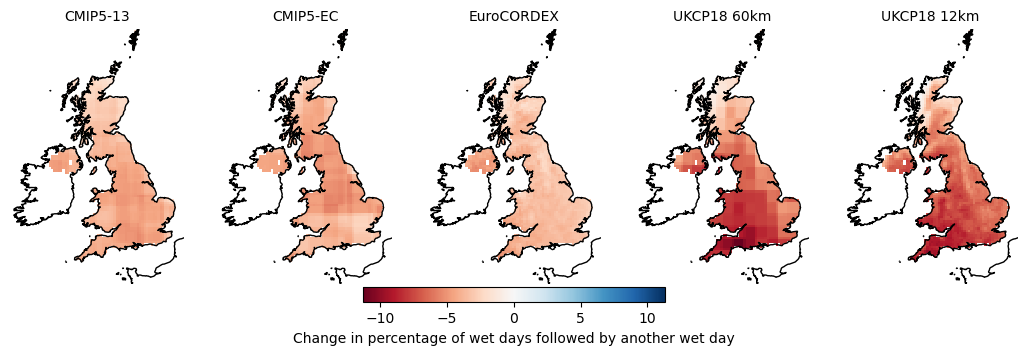 CMIP5-13 CMIP5-EC EuroCORDEX UKCP18 60km UKCP18 12km
−10 −5 0 5 10
Change in percentage of wet days followed by another wet day